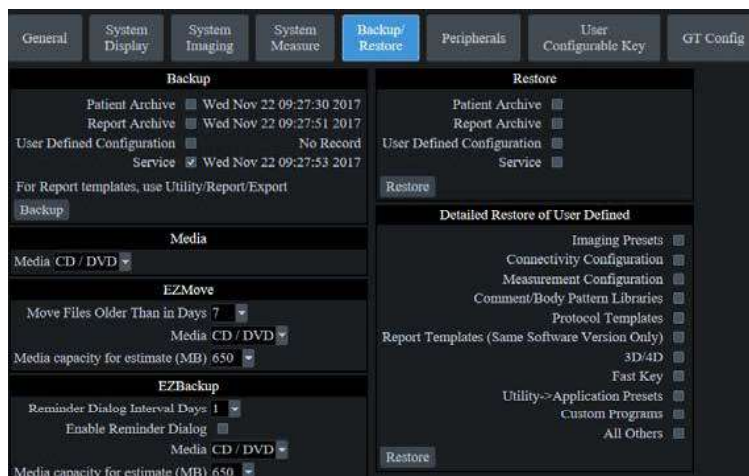 General
System Display
System Imaging
System Measure
Backup/ Restore
Peripherals
User Configurable Key
GT Config
Backup
Patient Archive Wed Nov 22 09:27:30 2017
Report Archive Wed Nov 22 09:27:51 2017
User Defined Configuration No Record
Service Wed Nov 22 09:27:53 2017
For Report templates, use Utility/Report/Export
Backup
Media
Media CD / DVD
EZMove
Move Files Older Than in Days 7
Media CD / DVD
Media capacity for estimate (MB) 650
EZBackup
Reminder Dialog Interval Days 1
Enable Reminder Dialog
Media CD / DVD
Media capacity for estimate (MB) 650
Restore
Patient Archive
Report Archive
User Defined Configuration
Service
Restore
Detailed Restore of User Defined
Imaging Presets
Connectivity Configuration
Measurement Configuration
Comment/Body Pattern Libraries
Protocol Templates
Report Templates (Same Software Version Only)
3D/4D
Fast Key
Utility->Application Presets
Custom Programs
All Others
Restore